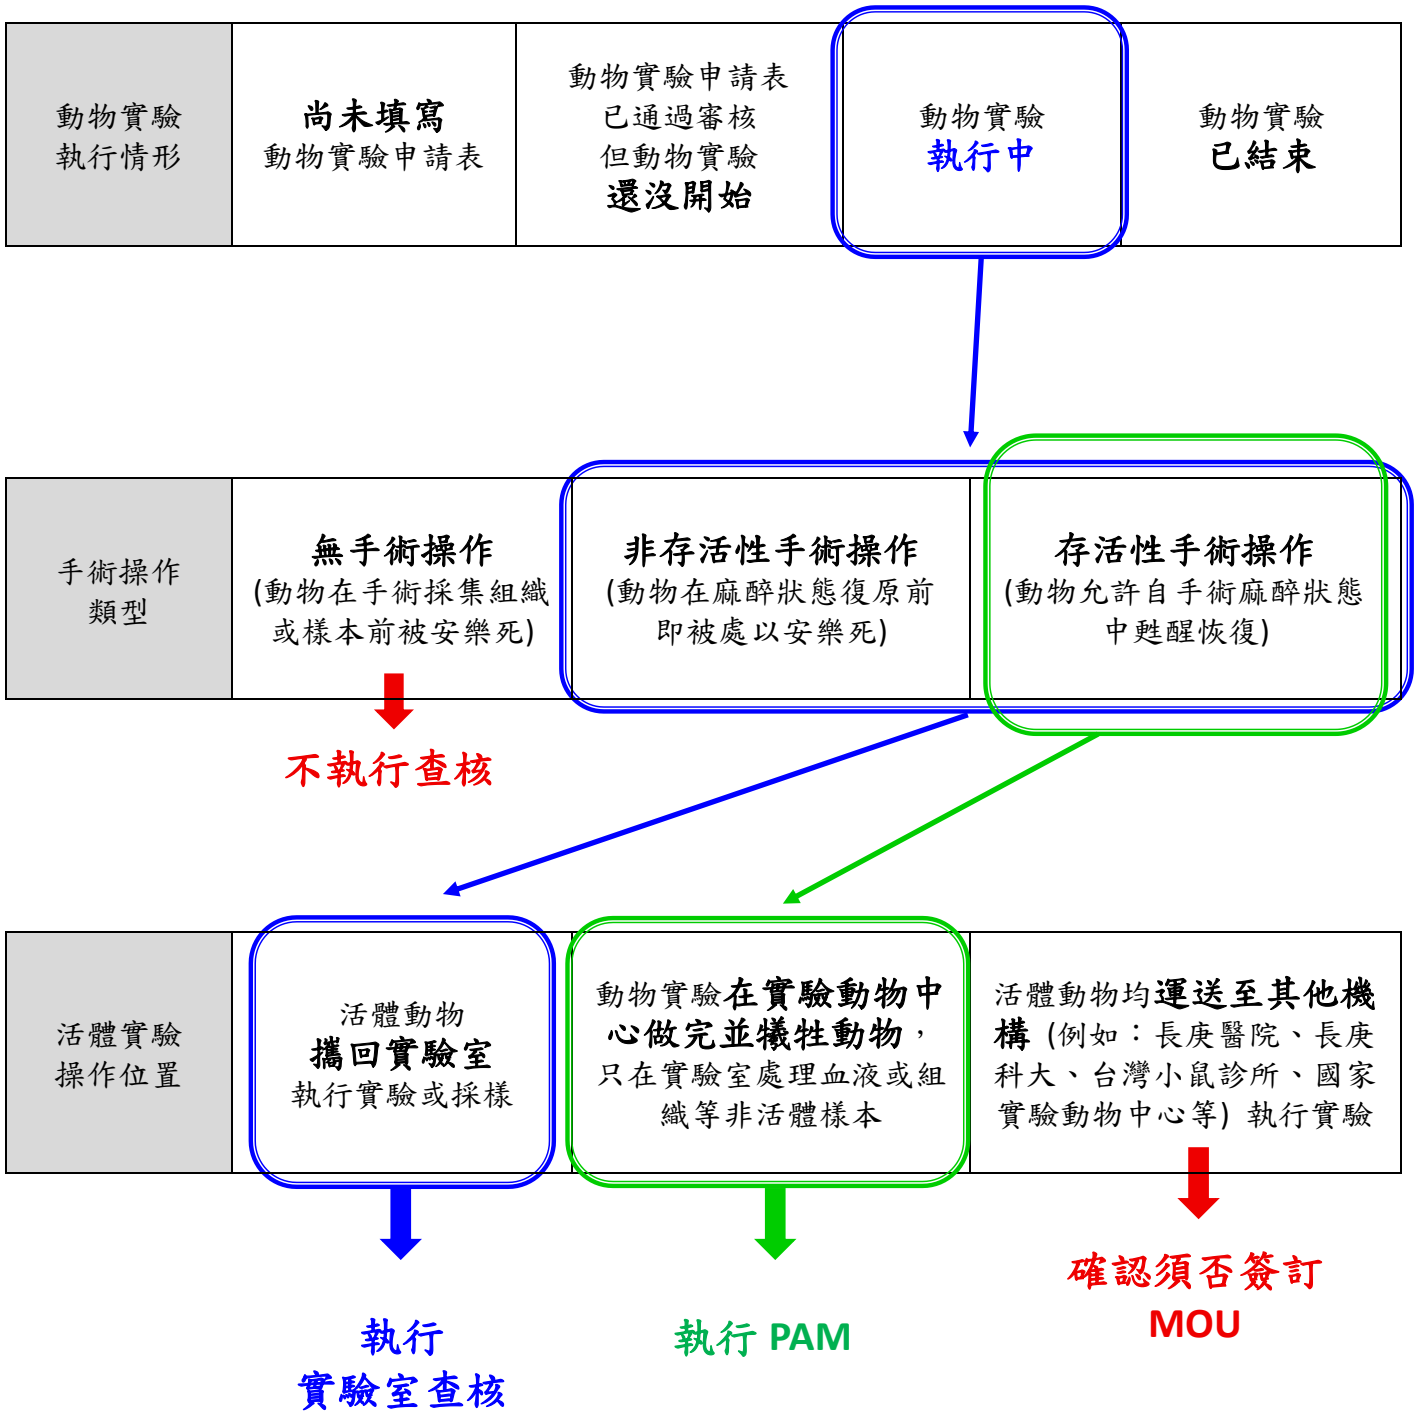 動物實驗
執行情形
尚未填寫
動物實驗申請表
動物實驗申請表
已通過審核
但動物實驗
還沒開始
動物實驗
執行中
動物實驗
已結束
手術操作
類型
無手術操作
(動物在手術採集組織
或樣本前被安樂死)
非存活性手術操作
(動物在麻醉狀態復原前
即被處以安樂死)
存活性手術操作
(動物允許自手術麻醉狀態
中甦醒恢復)
不執行查核
活體實驗
操作位置
活體動物
攜回實驗室
執行實驗或採樣
動物實驗在實驗動物中
心做完並犧牲動物，
只在實驗室處理血液或組
織等非活體樣本
活體動物均運送至其他機
構 (例如：長庚醫院、長庚
科大、台灣小鼠診所、國家
實驗動物中心等) 執行實驗
執行
實驗室查核
執行 PAM
確認須否簽訂
MOU